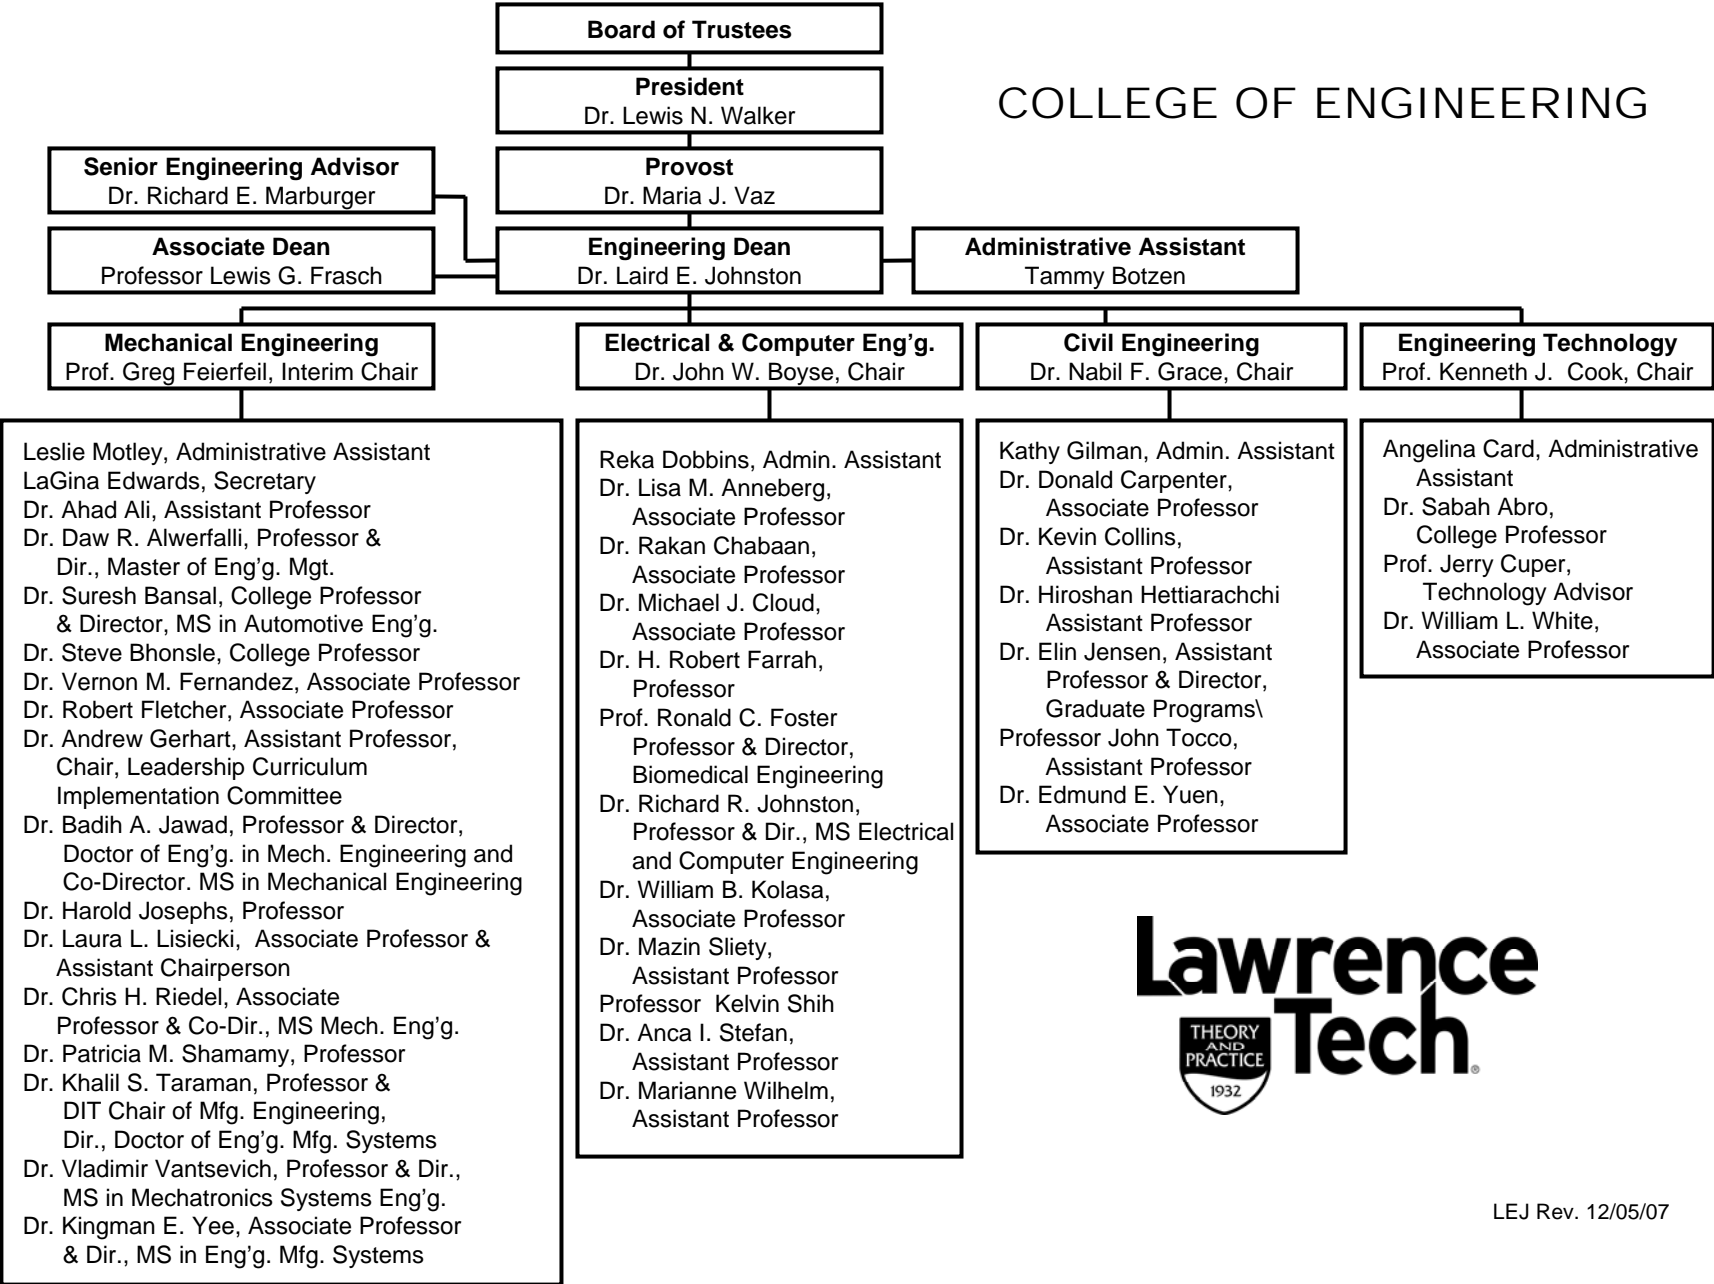 Board of Trustees
President
Dr. Lewis N. Walker
COLLEGE OF ENGINEERING
Senior Engineering Advisor
Dr. Richard E. Marburger
Provost
Dr. Maria J. Vaz
Associate Dean
Professor Lewis G. Frasch
Engineering Dean
Dr. Laird E. Johnston
Administrative Assistant
Tammy Botzen
Mechanical Engineering
Prof. Greg Feierfeil, Interim Chair
Electrical & Computer Eng’g.
Dr. John W. Boyse, Chair
Civil Engineering
Dr. Nabil F. Grace, Chair
Engineering Technology
Prof. Kenneth J. Cook, Chair
Leslie Motley, Administrative Assistant
LaGina Edwards, Secretary
Dr. Ahad Ali, Assistant Professor
Dr. Daw R. Alwerfalli, Professor &
Dir., Master of Eng’g. Mgt.
Dr. Suresh Bansal, College Professor
& Director, MS in Automotive Eng’g.
Dr. Steve Bhonsle, College Professor
Dr. Vernon M. Fernandez, Associate Professor
Dr. Robert Fletcher, Associate Professor
Dr. Andrew Gerhart, Assistant Professor,
Chair, Leadership Curriculum
Implementation Committee
Dr. Badih A. Jawad, Professor & Director,
Doctor of Eng’g. in Mech. Engineering and
Co-Director. MS in Mechanical Engineering
Dr. Harold Josephs, Professor
Dr. Laura L. Lisiecki, Associate Professor &
Assistant Chairperson
Dr. Chris H. Riedel, Associate
Professor & Co-Dir., MS Mech. Eng’g.
Dr. Patricia M. Shamamy, Professor
Dr. Khalil S. Taraman, Professor &
DIT Chair of Mfg. Engineering,
Dir., Doctor of Eng’g. Mfg. Systems
Dr. Vladimir Vantsevich, Professor & Dir.,
MS in Mechatronics Systems Eng’g.
Dr. Kingman E. Yee, Associate Professor
& Dir., MS in Eng’g. Mfg. Systems
Reka Dobbins, Admin. Assistant
Dr. Lisa M. Anneberg,
Associate Professor
Dr. Rakan Chabaan,
Associate Professor
Dr. Michael J. Cloud,
Associate Professor
Dr. H. Robert Farrah,
Professor
Prof. Ronald C. Foster
Professor & Director,
Biomedical Engineering
Dr. Richard R. Johnston,
Professor & Dir., MS Electrical
and Computer Engineering
Dr. William B. Kolasa,
Associate Professor
Dr. Mazin Sliety,
Assistant Professor
Professor Kelvin Shih
Dr. Anca I. Stefan,
Assistant Professor
Dr. Marianne Wilhelm,
Assistant Professor
Kathy Gilman, Admin. Assistant
Dr. Donald Carpenter,
Associate Professor
Dr. Kevin Collins,
Assistant Professor
Dr. Hiroshan Hettiarachchi
Assistant Professor
Dr. Elin Jensen, Assistant
Professor & Director,
Graduate Programs\
Professor John Tocco,
Assistant Professor
Dr. Edmund E. Yuen,
Associate Professor
Angelina Card, Administrative
Assistant
Dr. Sabah Abro,
College Professor
Prof. Jerry Cuper,
Technology Advisor
Dr. William L. White,
Associate Professor
Lawrence
Tech®
THEORY
AND
PRACTICE
1932
LEJ Rev. 12/05/07